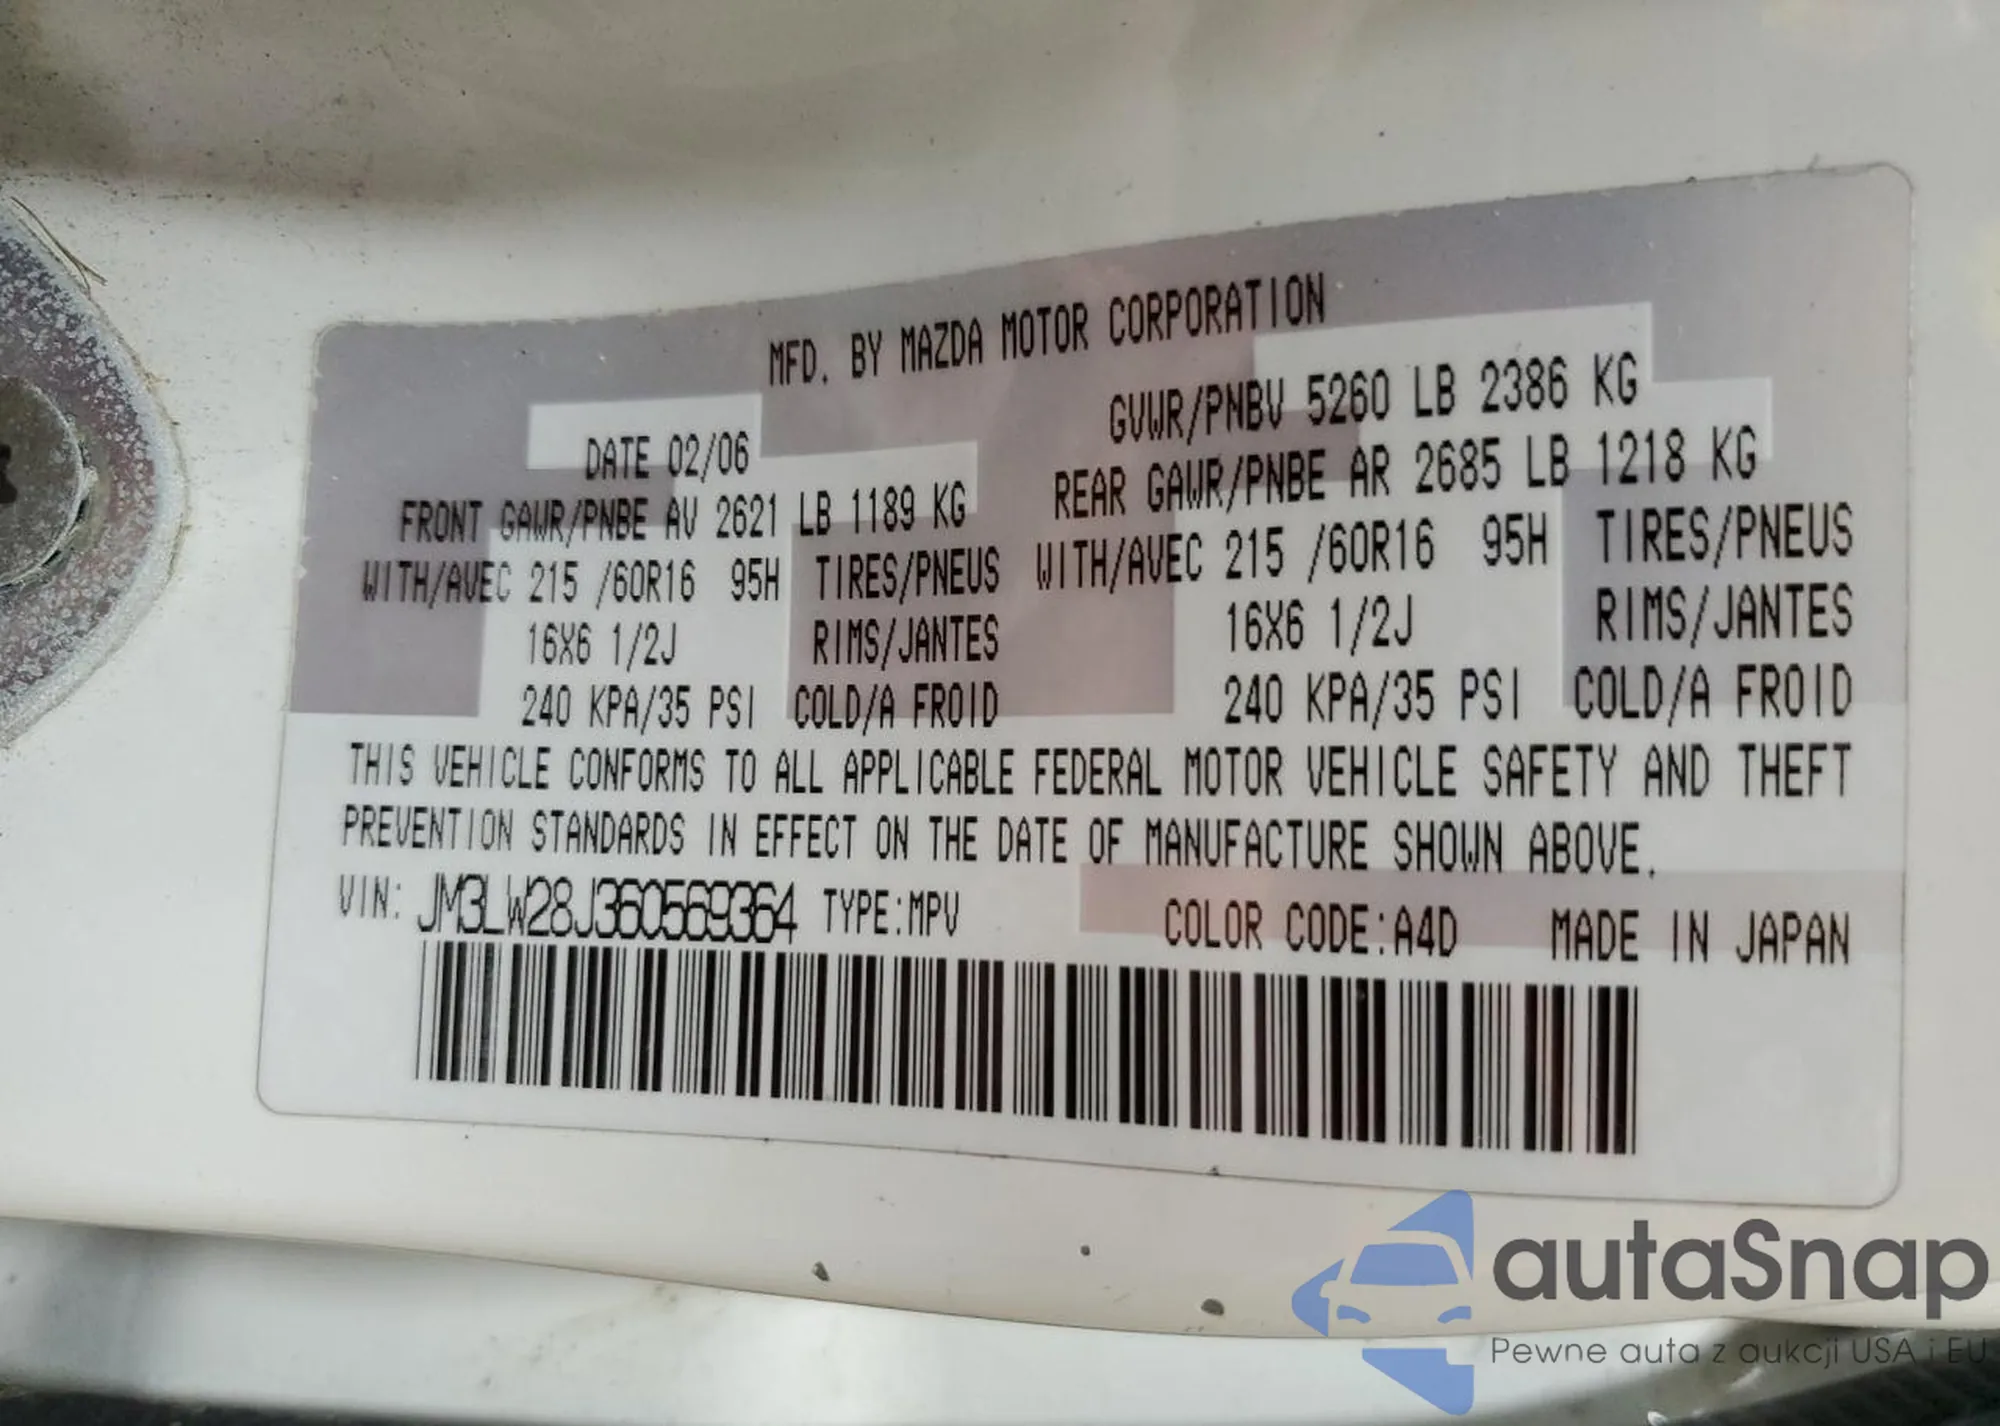 MFD. BY MAZDA MOTOR CORPORATION
DATE 02/06 GVWR/PNBV 5260 LB 2386 KG
FRONT GAWR/PNBE AV 2621 LB 1189 KG REAR GAWR/PNBE AR 2685 LB 1218 KG
WITH/AVEC 215 /60R16 95H TIRES/PNEUS WITH/AVEC 215 /60R16 95H TIRES/PNEUS
16X6 1/2J RIMS/JANTES 16X6 1/2J RIMS/JANTES
240 KPA/35 PSI COLD/A FROID 240 KPA/35 PSI COLD/A FROID
THIS VEHICLE CONFORMS TO ALL APPLICABLE FEDERAL MOTOR VEHICLE SAFETY AND THEFT
PREVENTION STANDARDS IN EFFECT ON THE DATE OF MANUFACTURE SHOWN ABOVE.
VIN: JM3LW28J360569364 TYPE:MPV COLOR CODE:A4D MADE IN JAPAN
autaSnap
Pewne auta z aukcji USA i EU